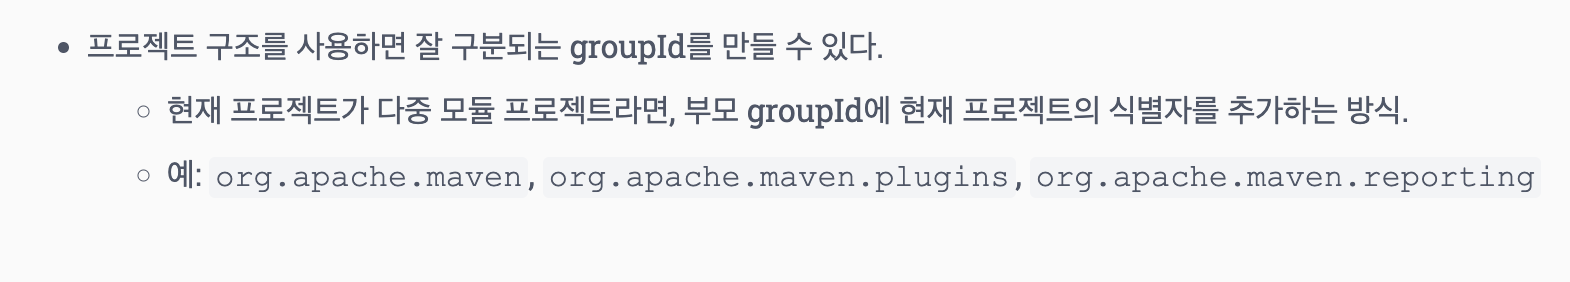 프로젝트 구조를 사용하면 잘 구분되는 groupId를 만들 수 있다.
현재 프로젝트가 다중 모듈 프로젝트라면, 부모 groupId에 현재 프로젝트의 식별자를 추가하는 방식.
예: org.apache.maven, org.apache.maven.plugins, org.apache.maven.reporting